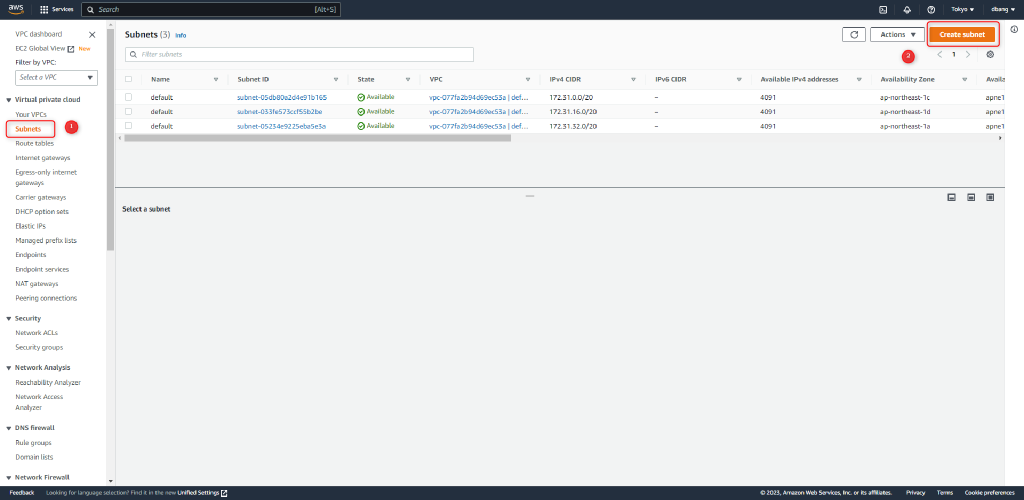 aws
Services
Search
[Alt+S]
Tokyo
dbang
VPC dashboard
EC2 Global View
New
Filter by VPC:
Select a VPC
Virtual private cloud
Your VPCs
Subnets
1
Route tables
Internet gateways
Egress-only internet
gateways
Carrier gateways
DHCP option sets
Elastic IPs
Managed prefix lists
Endpoints
Endpoint services
NAT gateways
Peering connections
Security
Network ACLs
Security groups
Network Analysis
Reachability Analyzer
Network Access
Analyzer
DNS firewall
Rule groups
Domain lists
Network Firewall
Subnets (3) Info
Actions
Create subnet
2
Filter subnets
1
Name Subnet ID State VPC IPv4 CIDR IPv6 CIDR Available IPv4 addresses Availability Zone Availa
default subnet-05db80a2d4e91b165 Available vpc-077fa2b94d69ec53a | def... 172.31.0.0/20 – 4091 ap-northeast-1c apne1
default subnet-033fe573ccf55b2be Available vpc-077fa2b94d69ec53a | def... 172.31.16.0/20 – 4091 ap-northeast-1d apne1
default subnet-05234e9225eba5e3a Available vpc-077fa2b94d69ec53a | def... 172.31.32.0/20 – 4091 ap-northeast-1a apne1
Select a subnet
Feedback
Looking for language selection? Find it in the new Unified Settings
© 2023, Amazon Web Services, Inc. or its affiliates.
Privacy
Terms
Cookie preferences